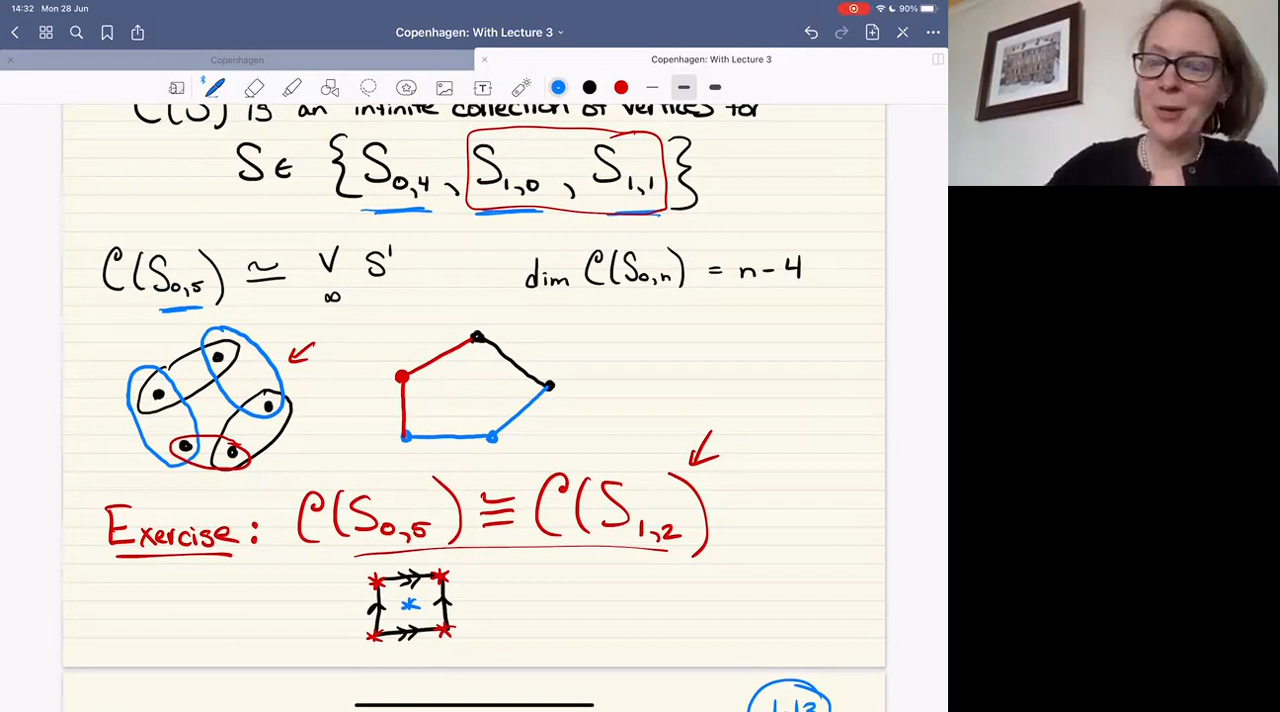 14:32 Mon 28 Jun
90%
Copenhagen: With Lecture 3
Copenhagen
Copenhagen: With Lecture 3
C(S) is an infinite collection of vertices for
S ∈ { S₀,₄ , S₁,₀ , S₁,₁ }
C(S₀,₅) ≃ ∨ S¹
∞
dim C(S₀,ₙ) = n - 4
Exercise: C(S₀,₅) ≅ C(S₁,₂)
1.13